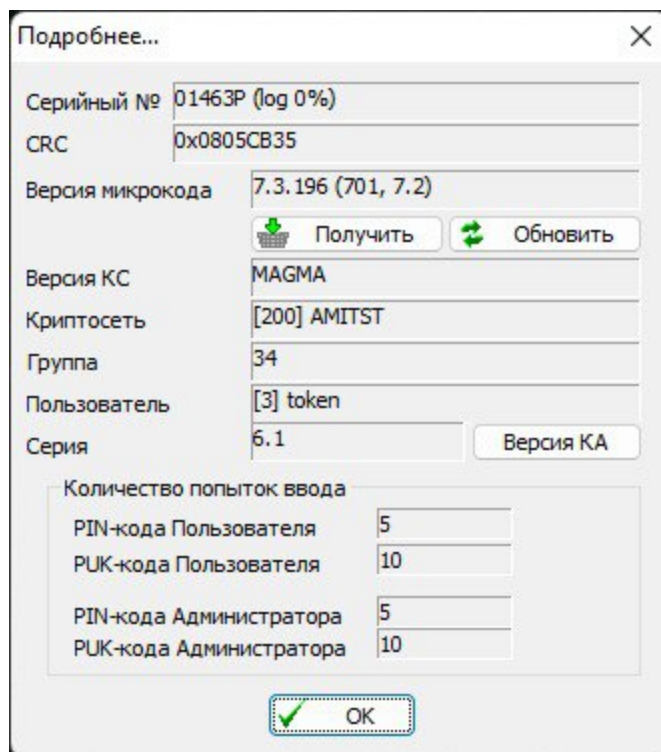 Подробнее...
Серийный № 01463P (log 0%)
CRC 0x0805CB35
Версия микрокода 7.3.196 (701, 7.2)
Получить Обновить
Версия КС MAGMA
Криптосеть [200] AMITST
Группа 34
Пользователь [3] token
Серия 6.1 Версия КА
Количество попыток ввода
PIN-кода Пользователя 5
PUK-кода Пользователя 10
PIN-кода Администратора 5
PUK-кода Администратора 10
OK